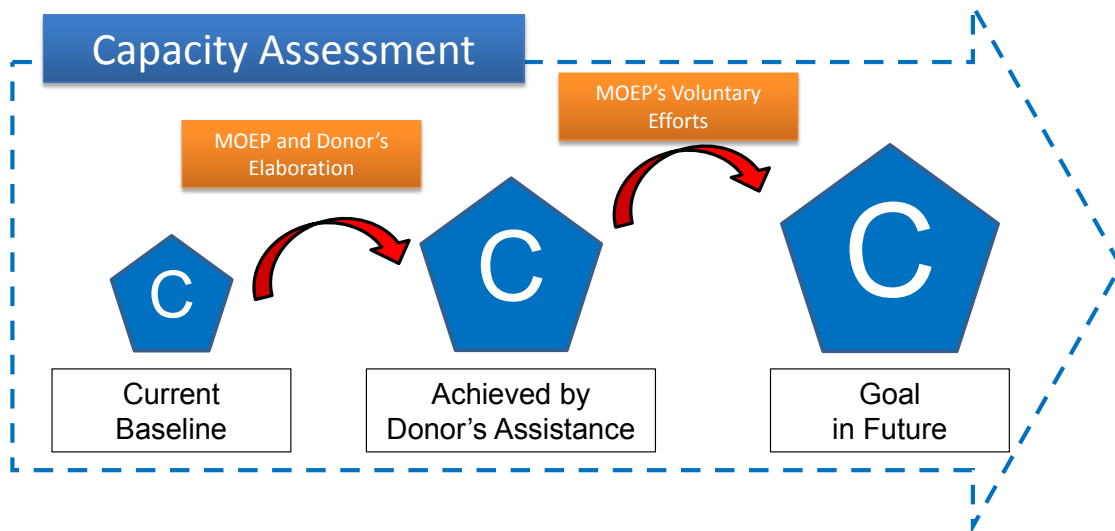 Capacity Assessment
MOEP and Donor's
Elaboration
MOEP's Voluntary
Efforts
C
C
C
Current
Baseline
Achieved by
Donor's Assistance
Goal
in Future